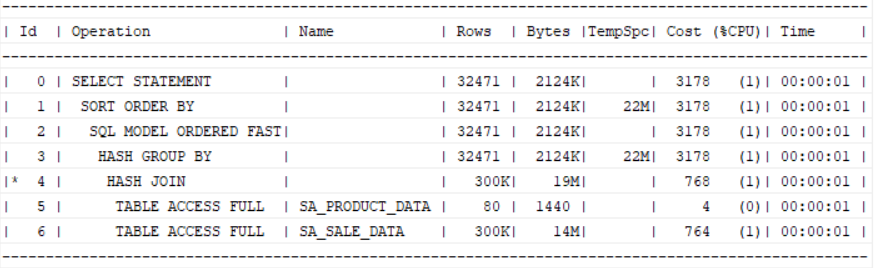 ---------------------------------------------------------------------------------------------------
| Id  | Operation                | Name            | Rows  | Bytes |TempSpc| Cost (%CPU)| Time     |
---------------------------------------------------------------------------------------------------
|   0 | SELECT STATEMENT         |                 | 32471 |  2124K|       |  3178   (1)| 00:00:01 |
|   1 |  SORT ORDER BY           |                 | 32471 |  2124K|    22M|  3178   (1)| 00:00:01 |
|   2 |   SQL MODEL ORDERED FAST|                 | 32471 |  2124K|       |  3178   (1)| 00:00:01 |
|   3 |    HASH GROUP BY         |                 | 32471 |  2124K|    22M|  3178   (1)| 00:00:01 |
|*  4 |     HASH JOIN            |                 |   300K|    19M|       |   768   (1)| 00:00:01 |
|   5 |      TABLE ACCESS FULL   | SA_PRODUCT_DATA |    80 |  1440 |       |     4   (0)| 00:00:01 |
|   6 |      TABLE ACCESS FULL   | SA_SALE_DATA    |   300K|    14M|       |   764   (1)| 00:00:01 |
---------------------------------------------------------------------------------------------------